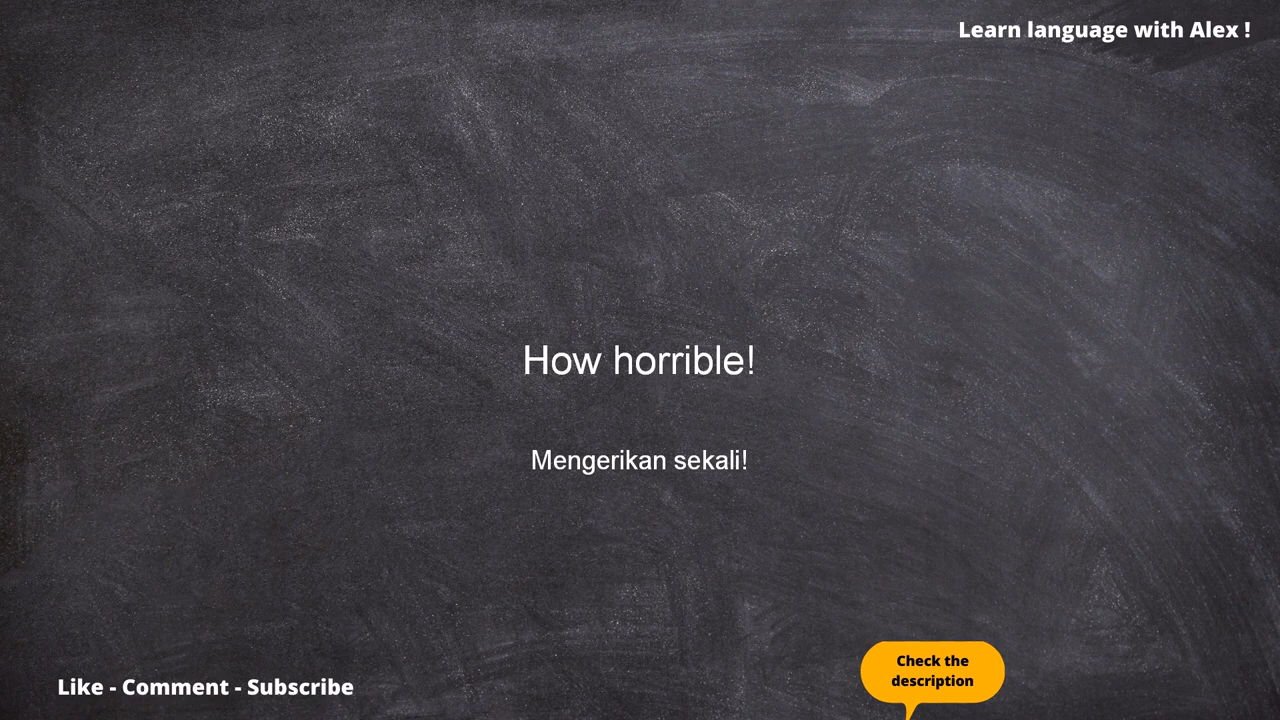 Learn language with Alex !
How horrible!
Mengerikan sekali!
Check the
description
Like - Comment - Subscribe